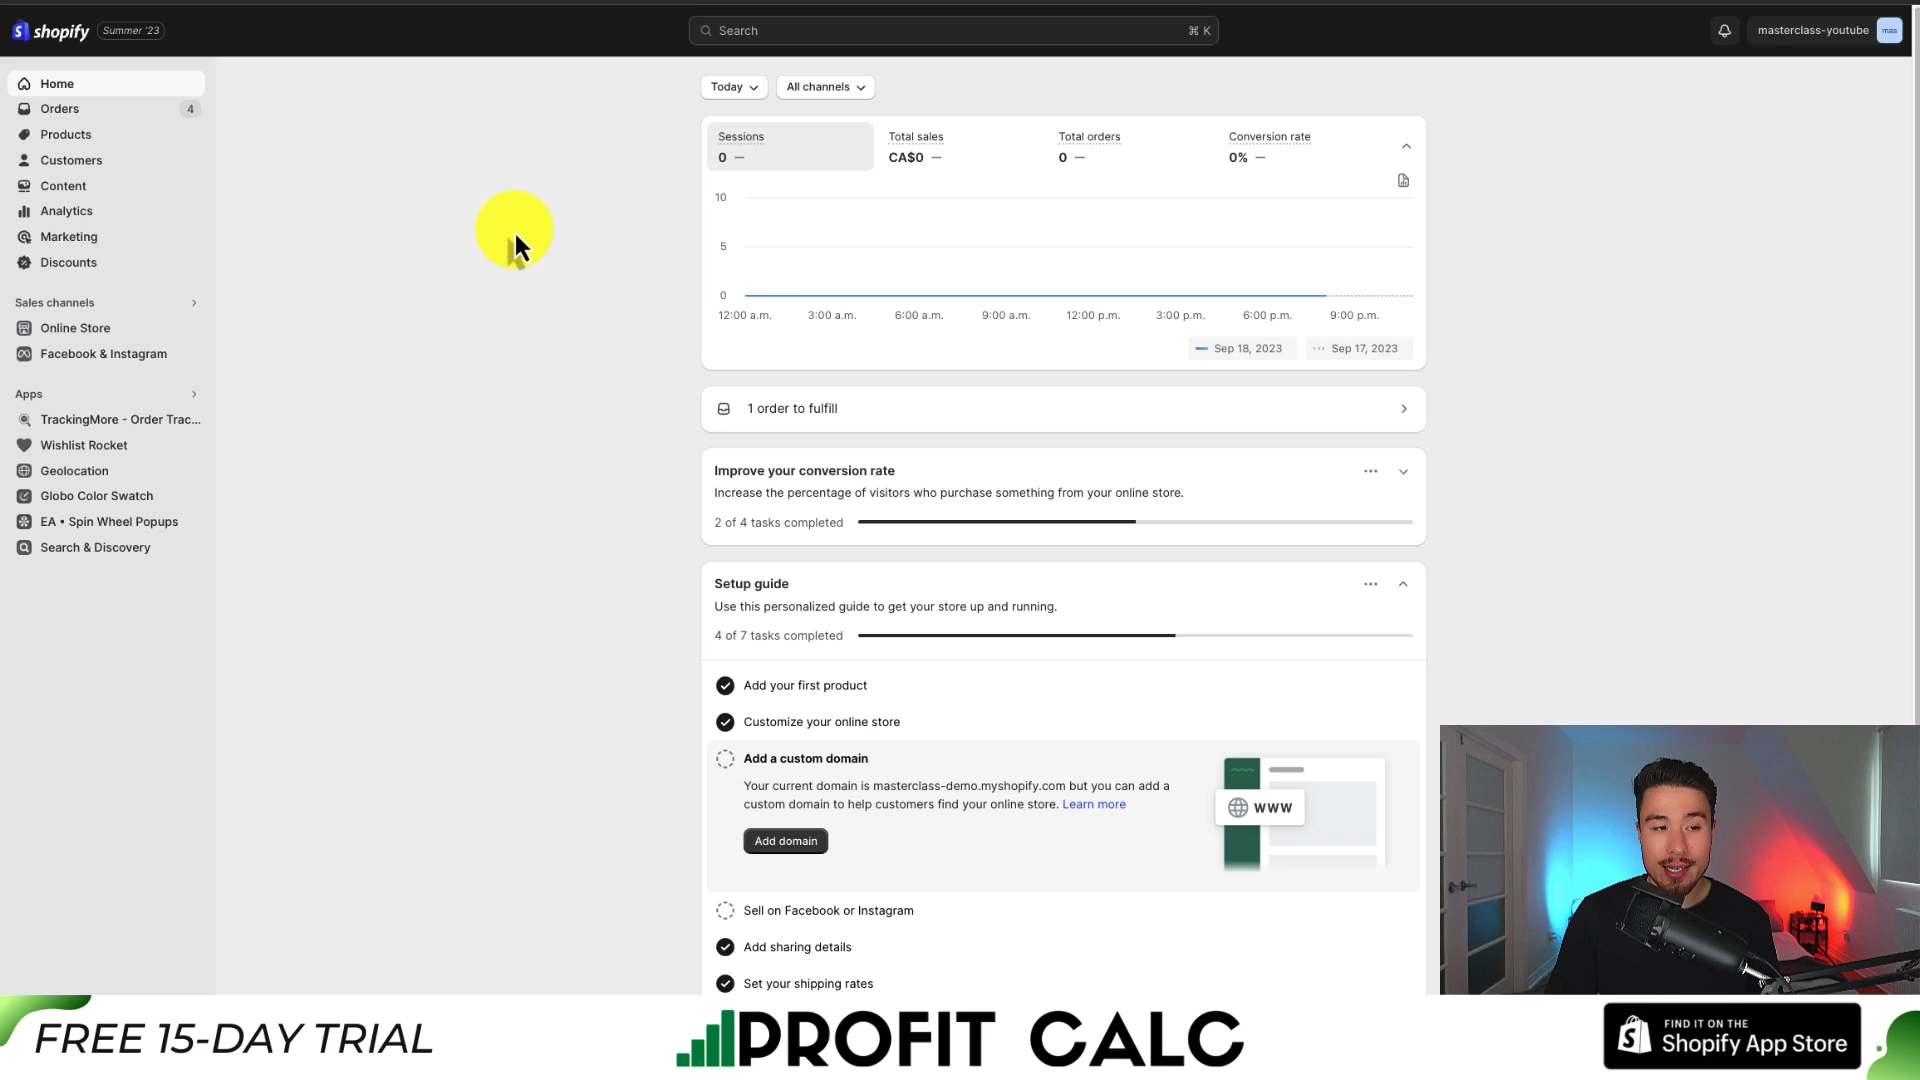 shopify
Summer '23
Search
⌘ K
masterclass-youtube
mas
Home
Orders
4
Products
Customers
Content
Analytics
Marketing
Discounts
Sales channels
Online Store
Facebook & Instagram
Apps
TrackingMore - Order Trac...
Wishlist Rocket
Geolocation
Globo Color Swatch
EA • Spin Wheel Popups
Search & Discovery
Today
All channels
Sessions
0 —
Total sales
CA$0 —
Total orders
0 —
Conversion rate
0% —
10
5
0
12:00 a.m.
3:00 a.m.
6:00 a.m.
9:00 a.m.
12:00 p.m.
3:00 p.m.
6:00 p.m.
9:00 p.m.
Sep 18, 2023
Sep 17, 2023
1 order to fulfill
Improve your conversion rate
Increase the percentage of visitors who purchase something from your online store.
2 of 4 tasks completed
Setup guide
Use this personalized guide to get your store up and running.
4 of 7 tasks completed
Add your first product
Customize your online store
Add a custom domain
Your current domain is masterclass-demo.myshopify.com but you can add a
custom domain to help customers find your online store. Learn more
Add domain
WWW
Sell on Facebook or Instagram
Add sharing details
Set your shipping rates
FREE 15-DAY TRIAL
PROFIT CALC
FIND IT ON THE
Shopify App Store